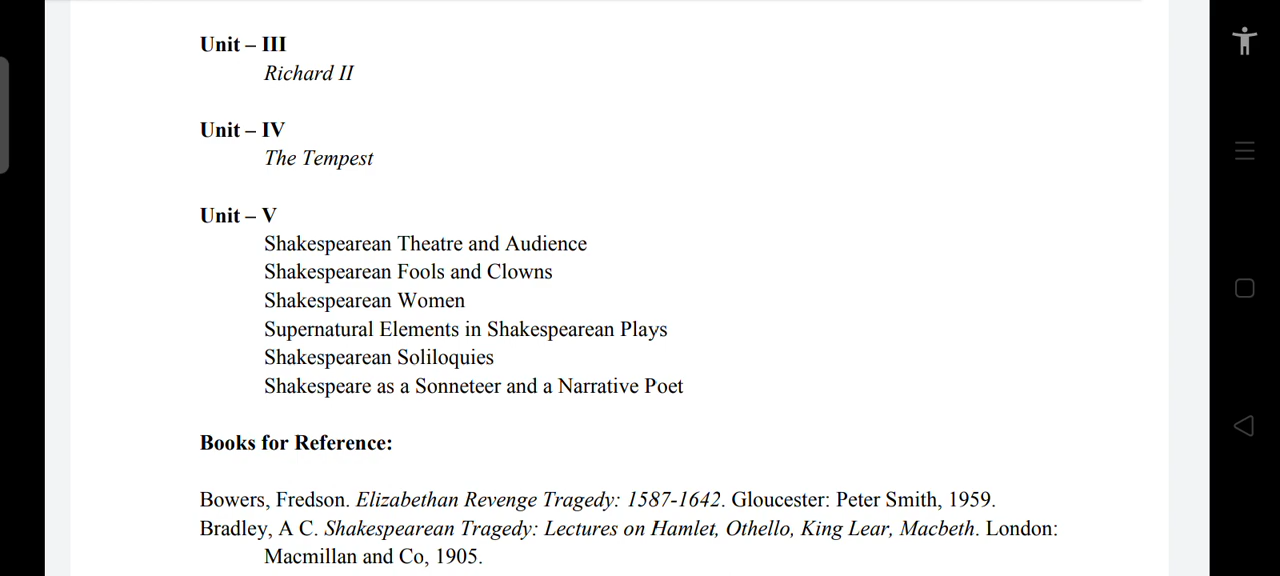 Unit – III
Richard II
Unit – IV
The Tempest
Unit – V
Shakespearean Theatre and Audience
Shakespearean Fools and Clowns
Shakespearean Women
Supernatural Elements in Shakespearean Plays
Shakespearean Soliloquies
Shakespeare as a Sonneteer and a Narrative Poet
Books for Reference:
Bowers, Fredson. Elizabethan Revenge Tragedy: 1587-1642. Gloucester: Peter Smith, 1959.
Bradley, A C. Shakespearean Tragedy: Lectures on Hamlet, Othello, King Lear, Macbeth. London:
Macmillan and Co, 1905.